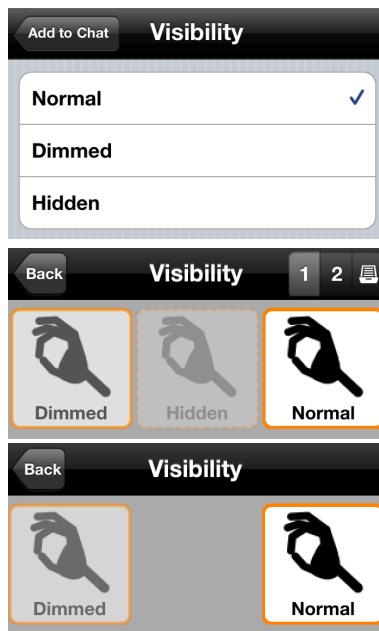 Add to Chat Visibility
Normal
Dimmed
Hidden
Back Visibility 1 2
Dimmed Hidden Normal
Back Visibility
Dimmed Normal